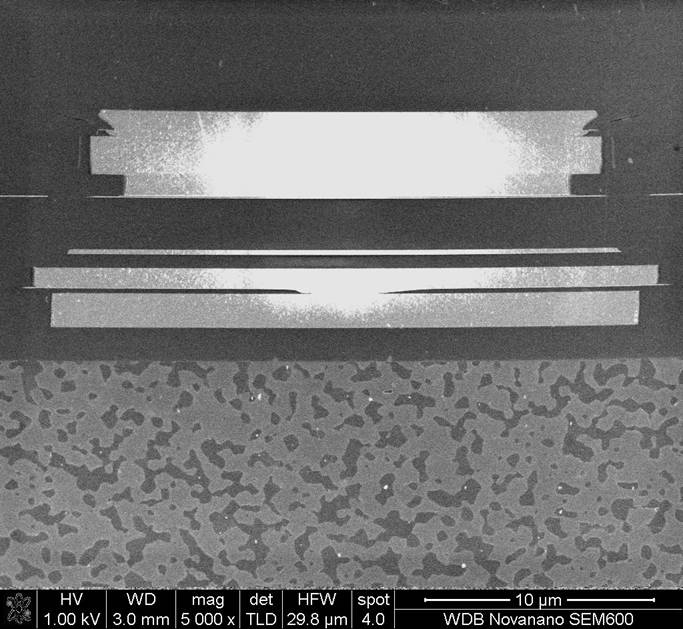 HV WD mag det HFW spot 10 µm
1.00 kV 3.0 mm 5 000 x TLD 29.8 µm 4.0 WDB Novanano SEM600